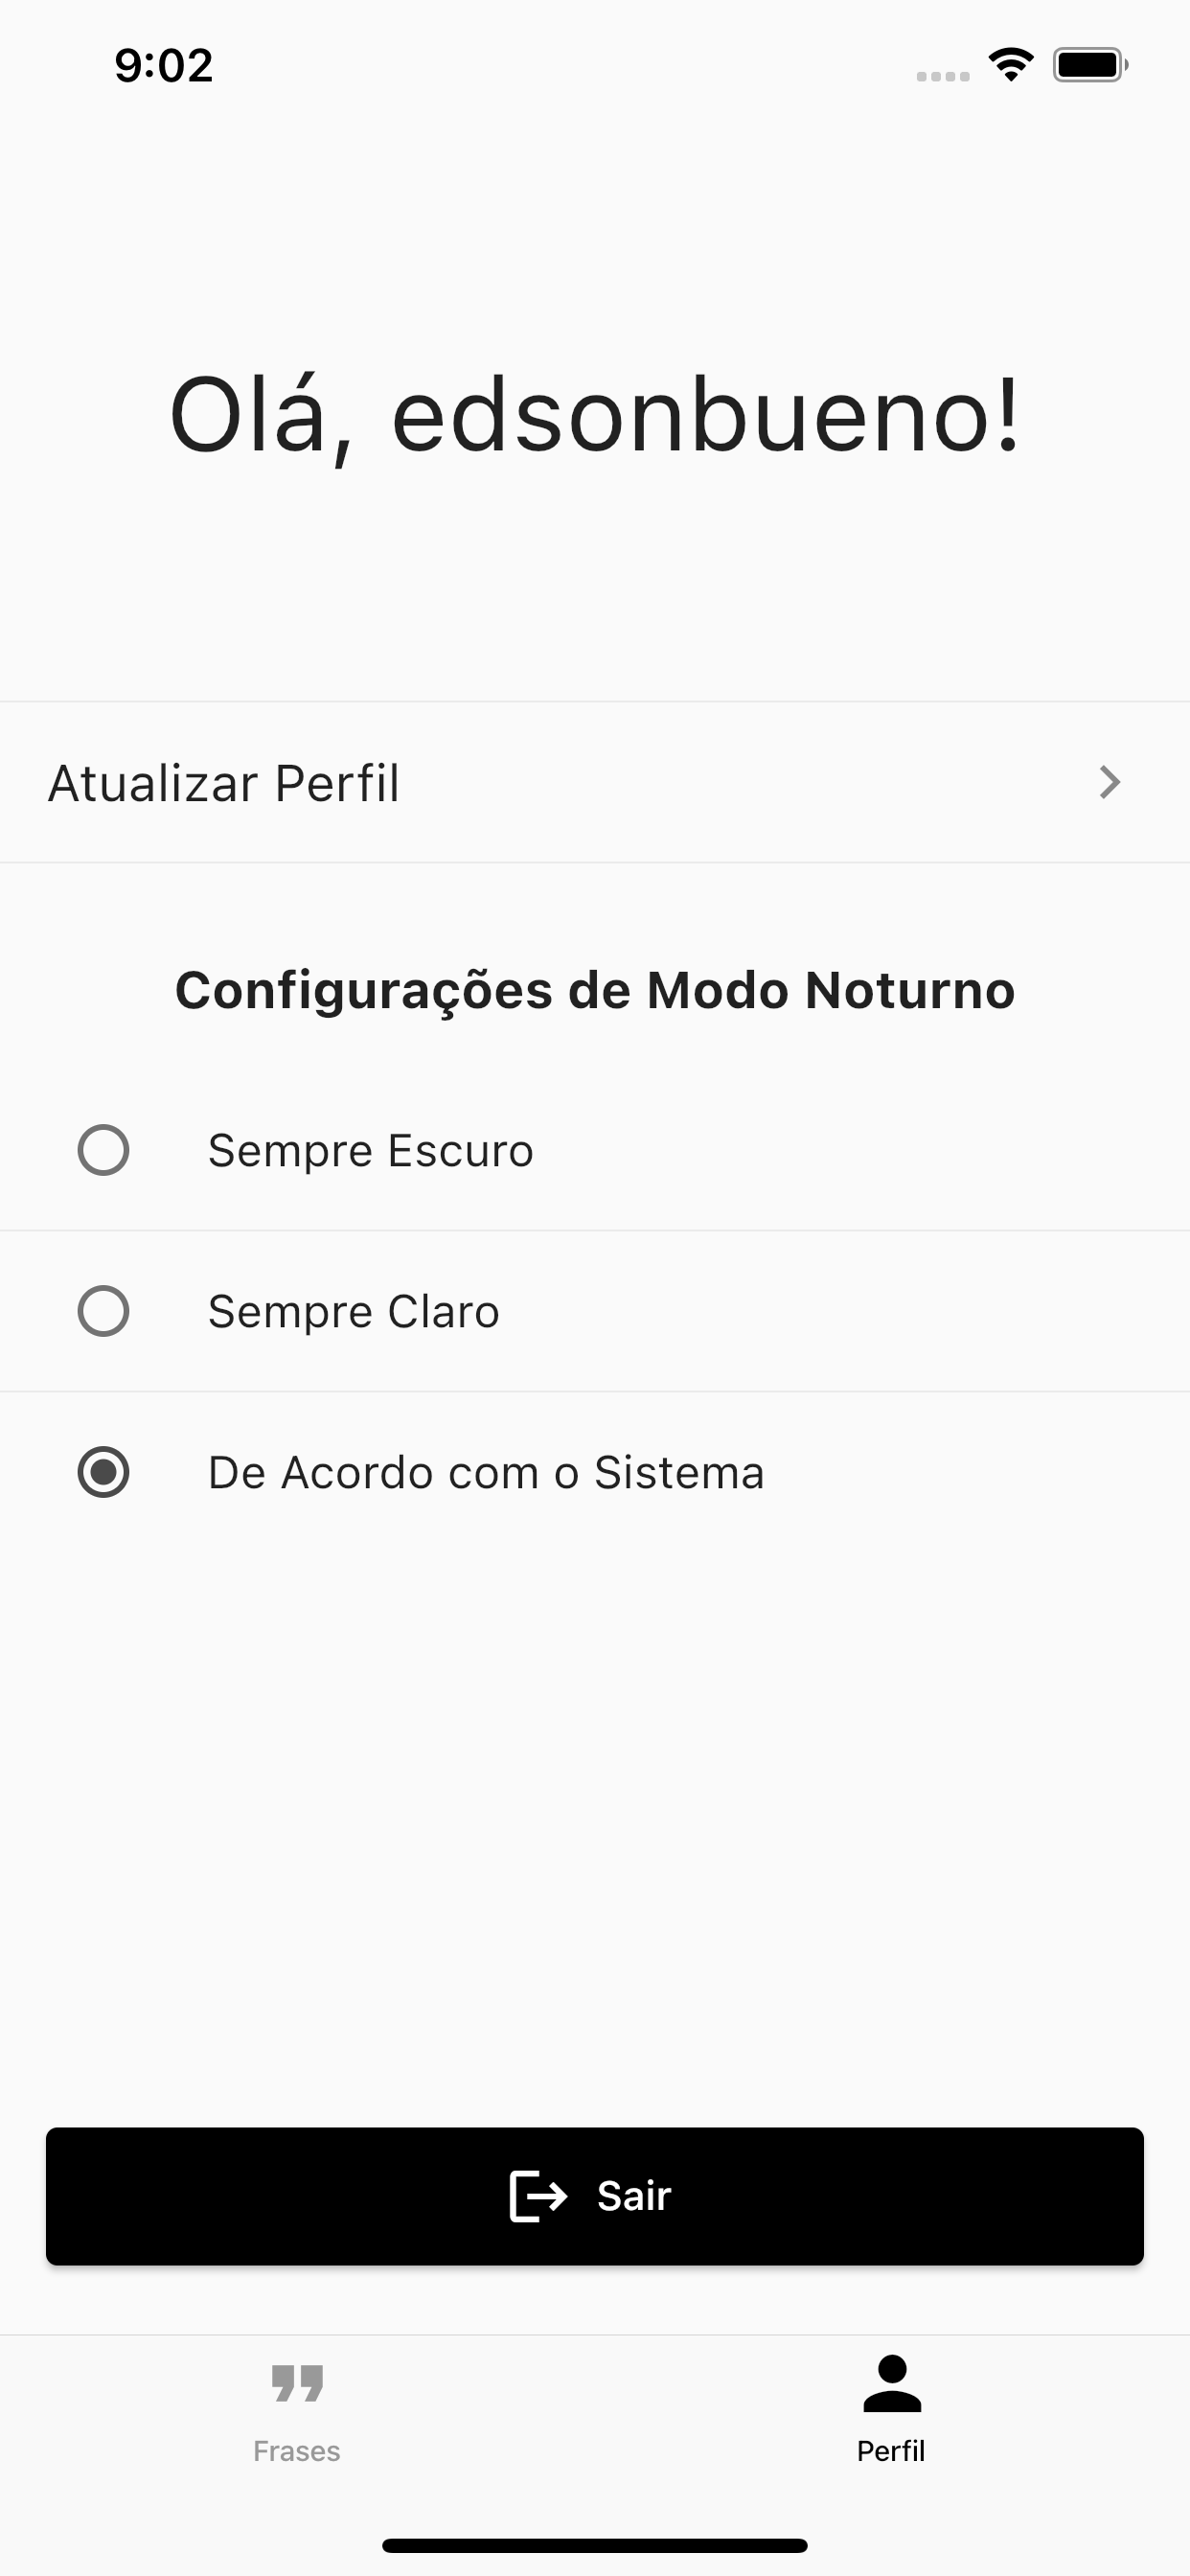 9:02
Olá, edsonbueno!
Atualizar Perfil
Configurações de Modo Noturno
Sempre Escuro
Sempre Claro
De Acordo com o Sistema
Sair
Frases
Perfil